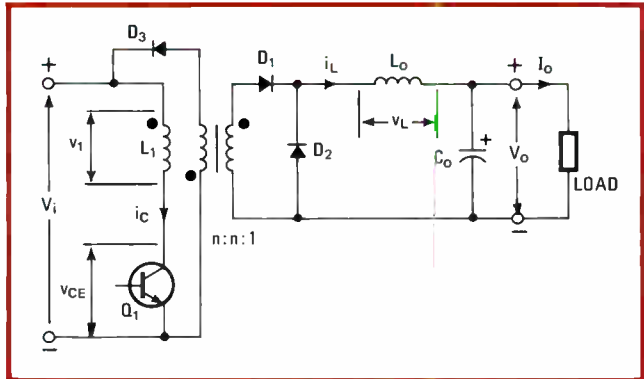 D3
D1
iL
Lo
+
Io
+
+
v1
L1
vL
+
Vi
D2
Co
Vo
LOAD
iC
n:n:1
vCE
Q1
−
−